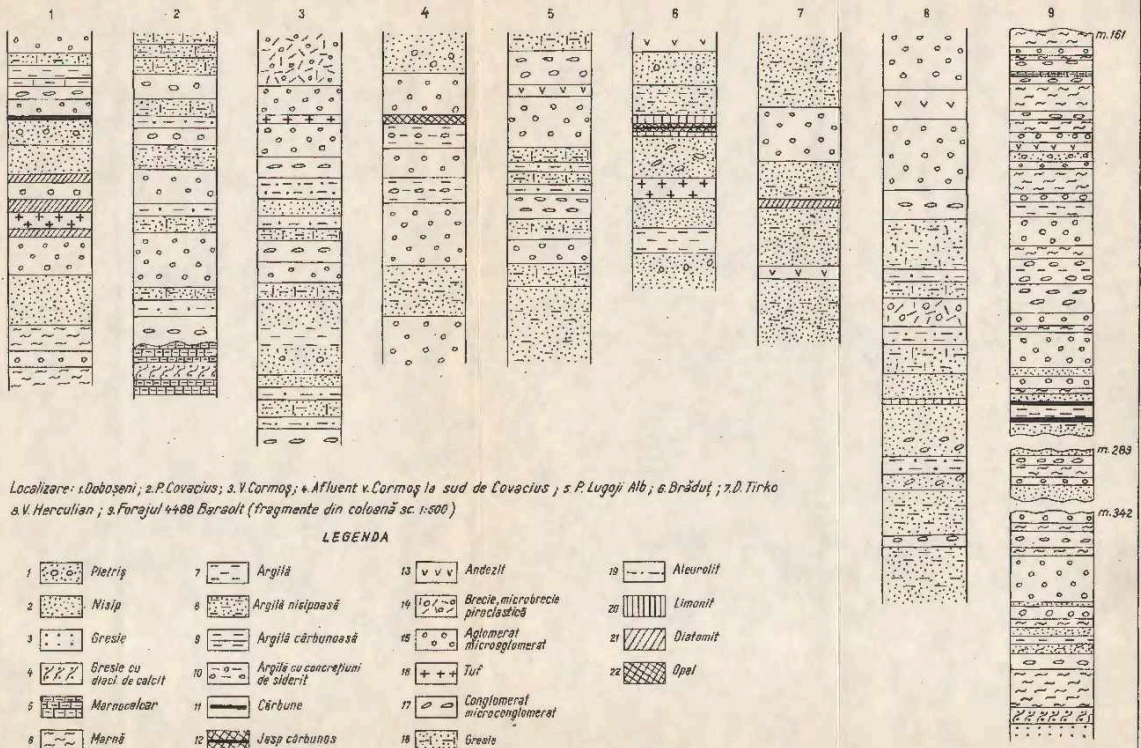 1 2 3 4 5 6 7 8 9
m.161
m.289
m.342
Localizare: 1.Doboşeni; 2.P.Covacius; 3.V.Cormoş; 4.Afluent v.Cormoş la sud de Covacius; 5.P.Lugoji Alb; 6.Brăduţ; 7.D.Tirko
8.V. Herculian; 9.Forajul 4488 Baraolt (fragmente din coloană sc. 1:500)
LEGENDA
1 Pietriş
2 Nisip
3 Gresie
4 Gresie cu diacl. de calcit
5 Marnocalcar
6 Marnă
7 Argilă
8 Argilă nisipoasă
9 Argilă cărbunoasă
10 Argilă cu concreţiuni
de siderit
11 Cărbune
12 Jasp cărbunos
13 Andezit
14 Brecie, microbrecie
piroclastică
15 Aglomerat
microaglomerat
16 Tuf
17 Conglomerat
microconglomerat
18 Gresie
19 Aleurolit
20 Limonit
21 Diatomit
22 Opal